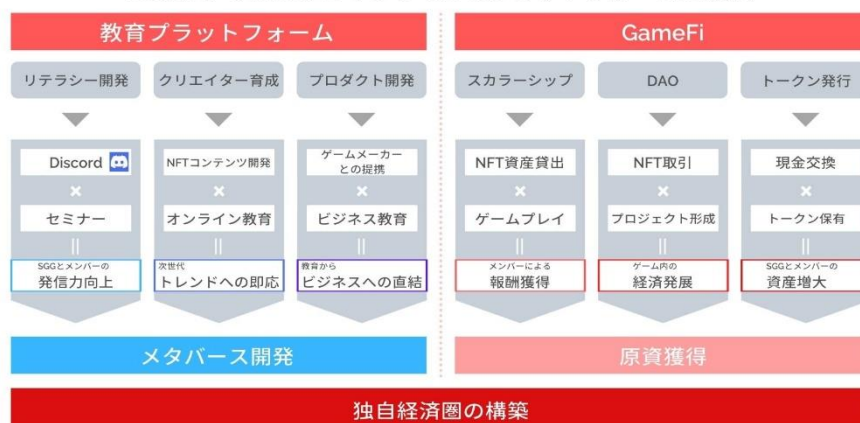 教育プラットフォーム
GameFi
リテラシー開発
クリエイター育成
プロダクト開発
スカラーシップ
DAO
トークン発行
Discord
×
セミナー
||
SGGとメンバーの
発信力向上
NFTコンテンツ開発
×
オンライン教育
||
次世代
トレンドへの即応
ゲームメーカー
との提携
×
ビジネス教育
||
教育から
ビジネスへの直結
NFT資産貸出
×
ゲームプレイ
||
メンバーによる
報酬獲得
NFT取引
×
プロジェクト形成
||
ゲーム内の
経済発展
現金交換
×
トークン保有
||
SGGとメンバーの
資産増大
メタバース開発
原資獲得
独自経済圏の構築